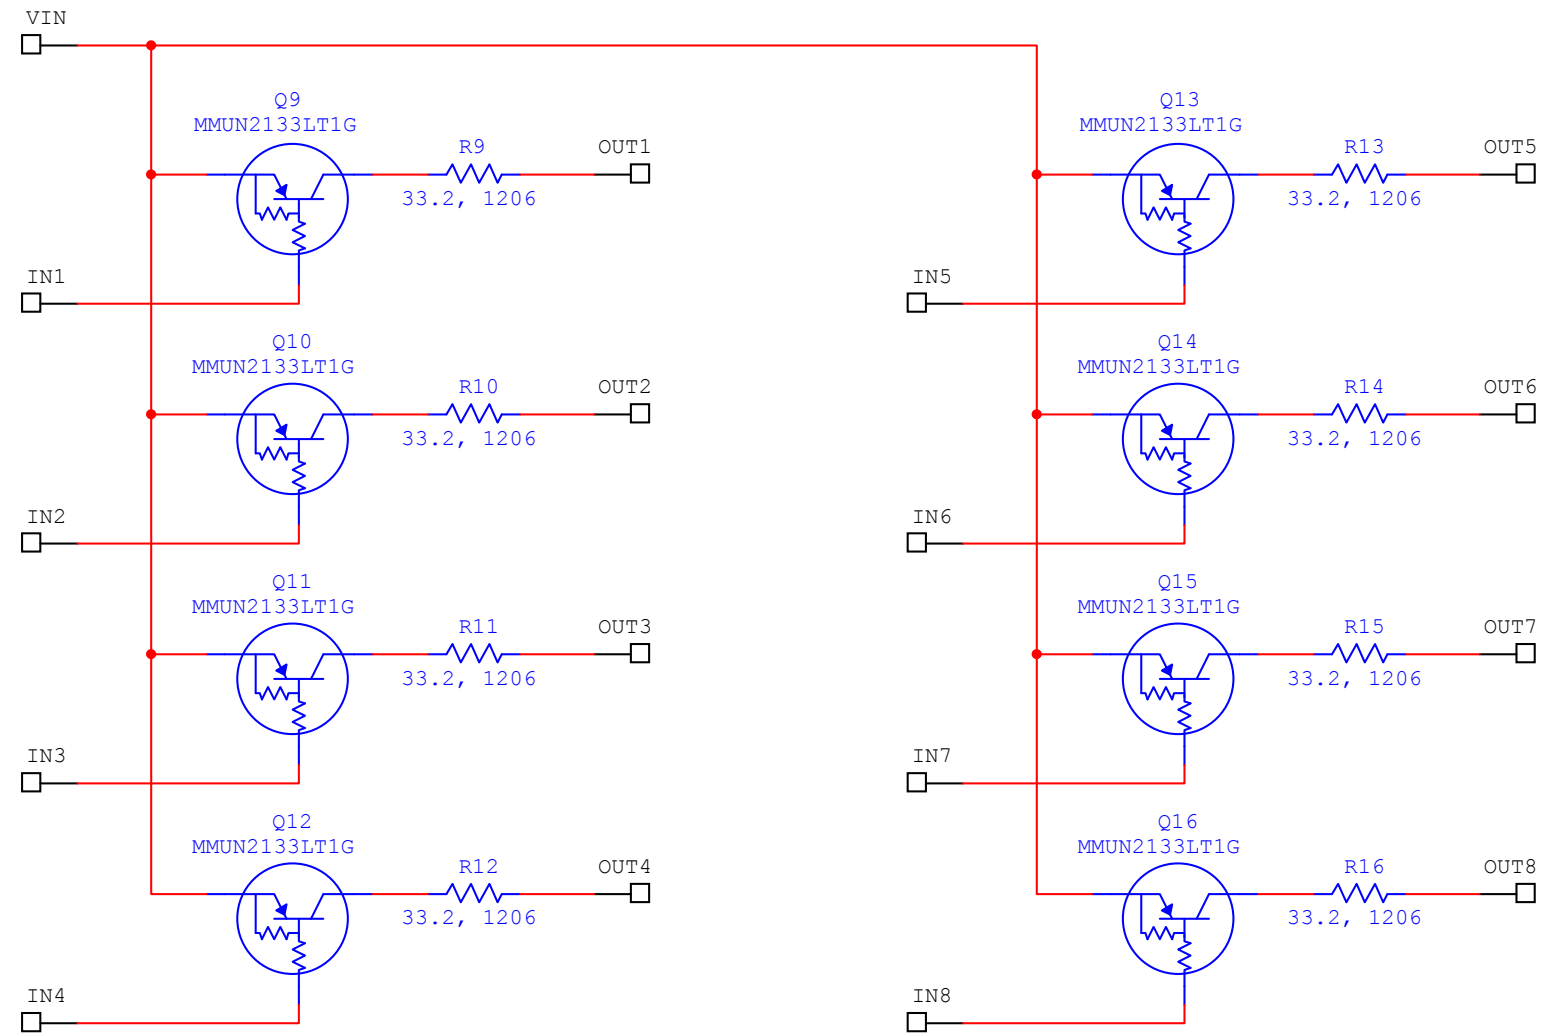 VIN
Q9
MMUN2133LT1G
R9
33.2, 1206
OUT1
IN1
Q10
MMUN2133LT1G
R10
33.2, 1206
OUT2
IN2
Q11
MMUN2133LT1G
R11
33.2, 1206
OUT3
IN3
Q12
MMUN2133LT1G
R12
33.2, 1206
OUT4
IN4
Q13
MMUN2133LT1G
R13
33.2, 1206
OUT5
IN5
Q14
MMUN2133LT1G
R14
33.2, 1206
OUT6
IN6
Q15
MMUN2133LT1G
R15
33.2, 1206
OUT7
IN7
Q16
MMUN2133LT1G
R16
33.2, 1206
OUT8
IN8